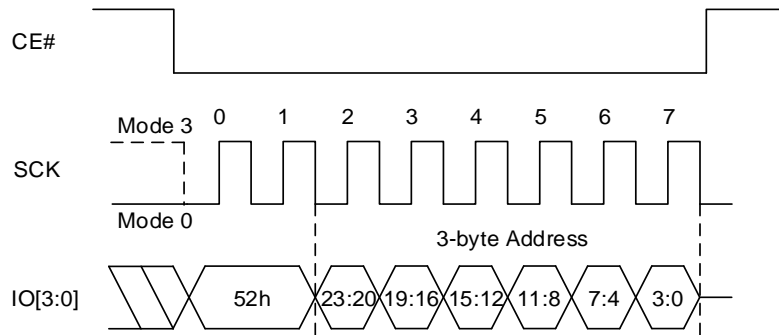 CE#
0 1 2 3 4 5 6 7
Mode 3
SCK
Mode 0
3-byte Address
IO[3:0] 52h 23:20 19:16 15:12 11:8 7:4 3:0